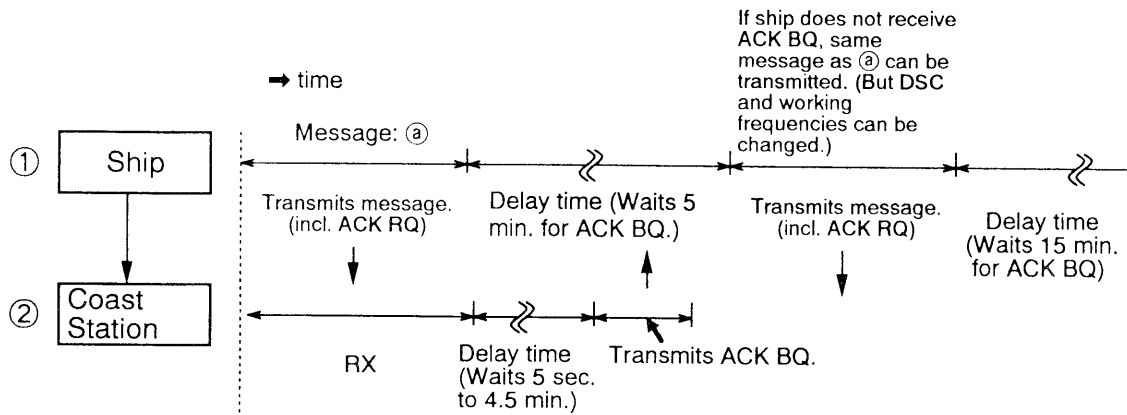 If ship does not receive
ACK BQ, same
message as ⓐ can be
transmitted. (But DSC
and working
frequencies can be
changed.)
➡ time
Message: ⓐ
① Ship
Transmits message.
(incl. ACK RQ)
Delay time (Waits 5
min. for ACK BQ.)
Transmits message.
(incl. ACK RQ)
Delay time
(Waits 15 min.
for ACK BQ)
② Coast
Station
RX
Delay time
(Waits 5 sec.
to 4.5 min.)
Transmits ACK BQ.